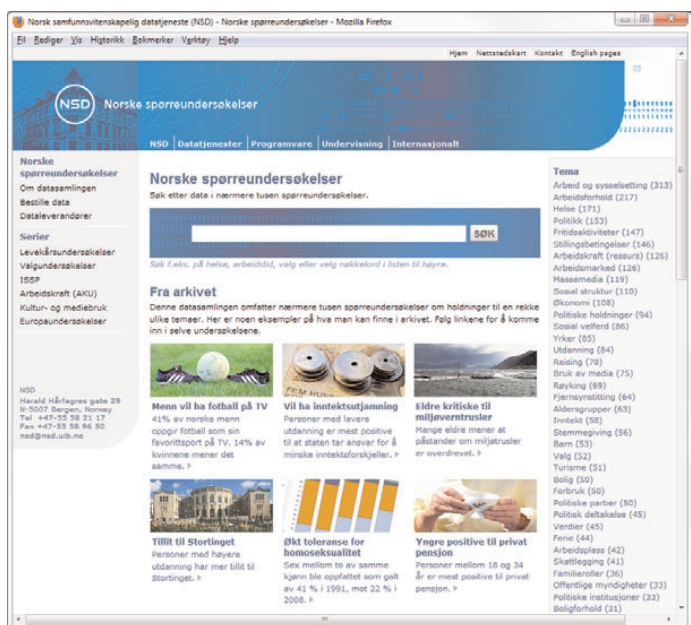 Norsk samfunnsvitenskapelig datatjeneste (NSD) - Norske spørreundersøkelser - Mozilla Firefox
Fil Rediger Vis Historikk Bokmerker Verktøy Hjelp
Hjem Nettstedskart Kontakt English pages
NSD Norske spørreundersøkelser
NSD Datatjenester Programvare Undervisning Internasjonalt
Norske
spørreundersøkelser
Om datasamlingen
Bestille data
Dataleverandører
Serier
Levekårsundersøkelser
Valgundersøkelser
ISSP
Arbeidskraft (AKU)
Kultur- og mediebruk
Europaundersøkelser
NSD
Harald Hårfagres gate 29
N-5007 Bergen, Norway
Tel +47-55 58 21 17
Fax +47-55 58 96 50
nsd@nsd.uib.no
Norske spørreundersøkelser
Søk etter data i nærmere tusen spørreundersøkelser.
SØK
Søk f.eks. på helse, arbeidstid, valg eller velg nøkkelord i listen til høyre.
Fra arkivet
Denne datasamlingen omfatter nærmere tusen spørreundersøkelser om holdninger til en rekke
ulike temaer. Her er noen eksempler på hva man kan finne i arkivet. Følg linkene for å komme
inn i selve undersøkelsene.
Menn vil ha fotball på TV
41% av norske menn
oppgir fotball som sin
favorittsport på TV. 14% av
kvinnene mener det
samme.
Vil ha inntektsutjamning
Personer med lavere
utdanning er mest positive
til at staten tar ansvar for å
minske inntektsforskjeller.
Eldre kritiske til
miljøverntrusler
Mange eldre mener at
påstander om miljøtrusler
er overdrevet.
Tillit til Stortinget
Personer med høyere
utdanning har mer tillit til
Stortinget.
Økt toleranse for
homoseksualitet
Sex mellom to av samme
kjønn ble oppfattet som galt
av 41 % i 1991, mot 22 % i
2008.
Yngre positive til privat
pensjon
Personer mellom 18 og 34
år er mest positive til privat
pensjon.
Tema
Arbeid og sysselsetting (313)
Arbeidsforhold (217)
Helse (171)
Politikk (153)
Fritidsaktiviteter (147)
Stillingsbetingelser (146)
Arbeidskraft (ressurs) (126)
Arbeidsmarked (126)
Massemedia (119)
Sosial struktur (110)
Økonomi (108)
Politiske holdninger (94)
Sosial velferd (86)
Yrker (85)
Utdanning (84)
Reising (78)
Bruk av media (75)
Røyking (69)
Fjernsynstitting (64)
Aldersgrupper (63)
Inntekt (58)
Stemmegiving (56)
Barn (53)
Valg (52)
Turisme (51)
Bolig (50)
Forbruk (50)
Politiske partier (50)
Politisk deltakelse (45)
Verdier (45)
Ferie (44)
Arbeidsplass (42)
Skattlegging (41)
Familieroller (36)
Offentlige myndigheter (33)
Politiske institusjoner (33)
Boligforhold (31)